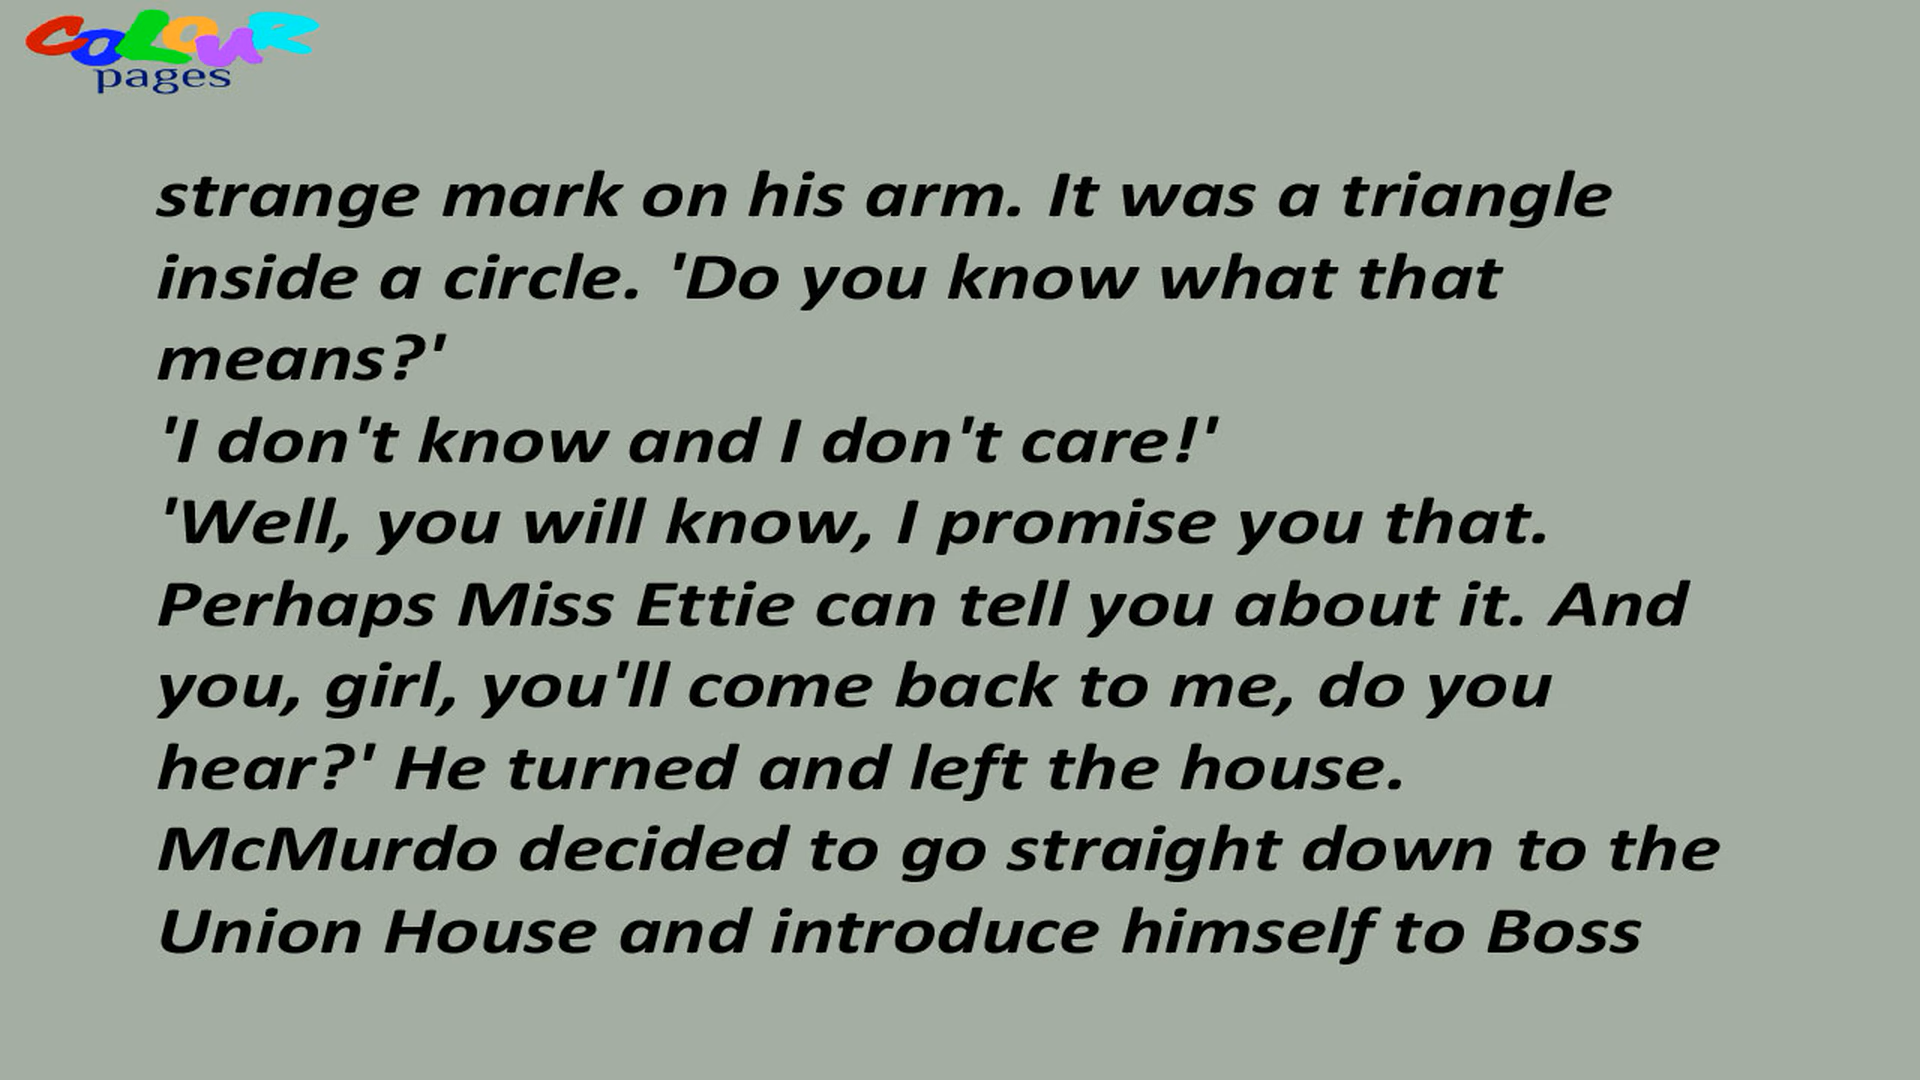 COLOUR
pages
strange mark on his arm. It was a triangle
inside a circle. 'Do you know what that
means?'
'I don't know and I don't care!'
'Well, you will know, I promise you that.
Perhaps Miss Ettie can tell you about it. And
you, girl, you'll come back to me, do you
hear?' He turned and left the house.
McMurdo decided to go straight down to the
Union House and introduce himself to Boss